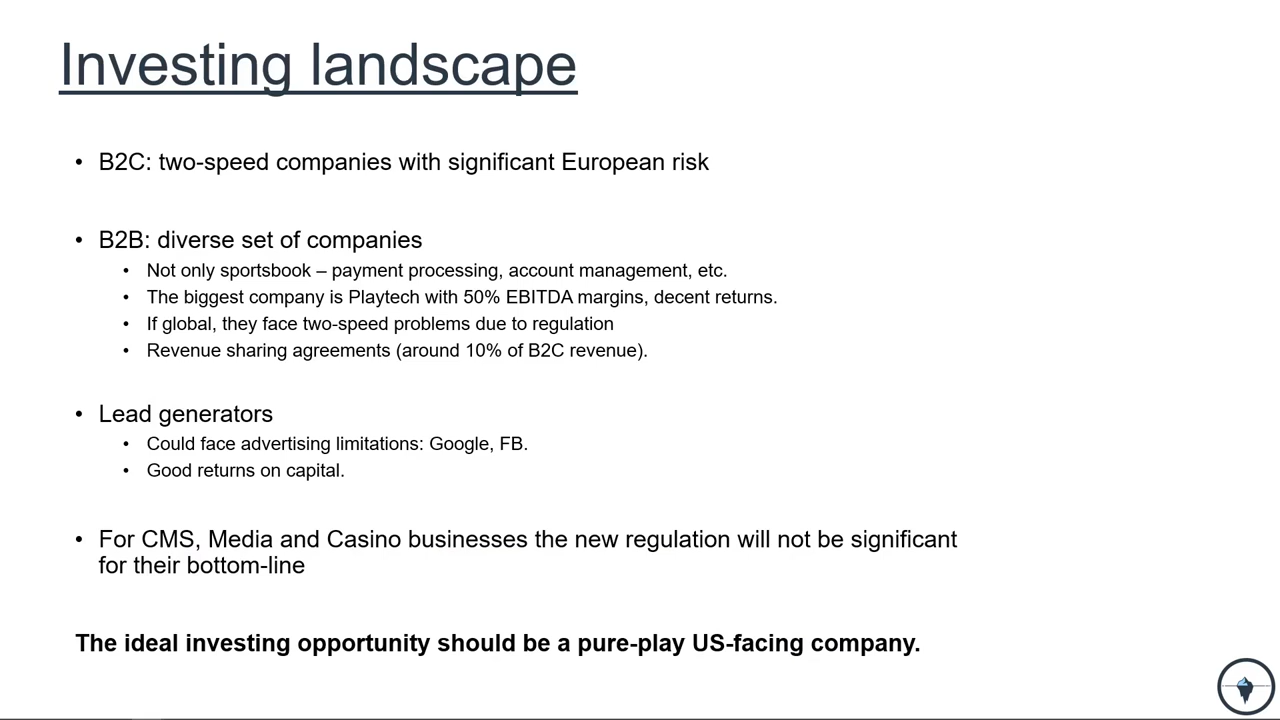 Investing landscape
• B2C: two-speed companies with significant European risk
• B2B: diverse set of companies
• Not only sportsbook – payment processing, account management, etc.
• The biggest company is Playtech with 50% EBITDA margins, decent returns.
• If global, they face two-speed problems due to regulation
• Revenue sharing agreements (around 10% of B2C revenue).
• Lead generators
• Could face advertising limitations: Google, FB.
• Good returns on capital.
• For CMS, Media and Casino businesses the new regulation will not be significant
for their bottom-line
The ideal investing opportunity should be a pure-play US-facing company.